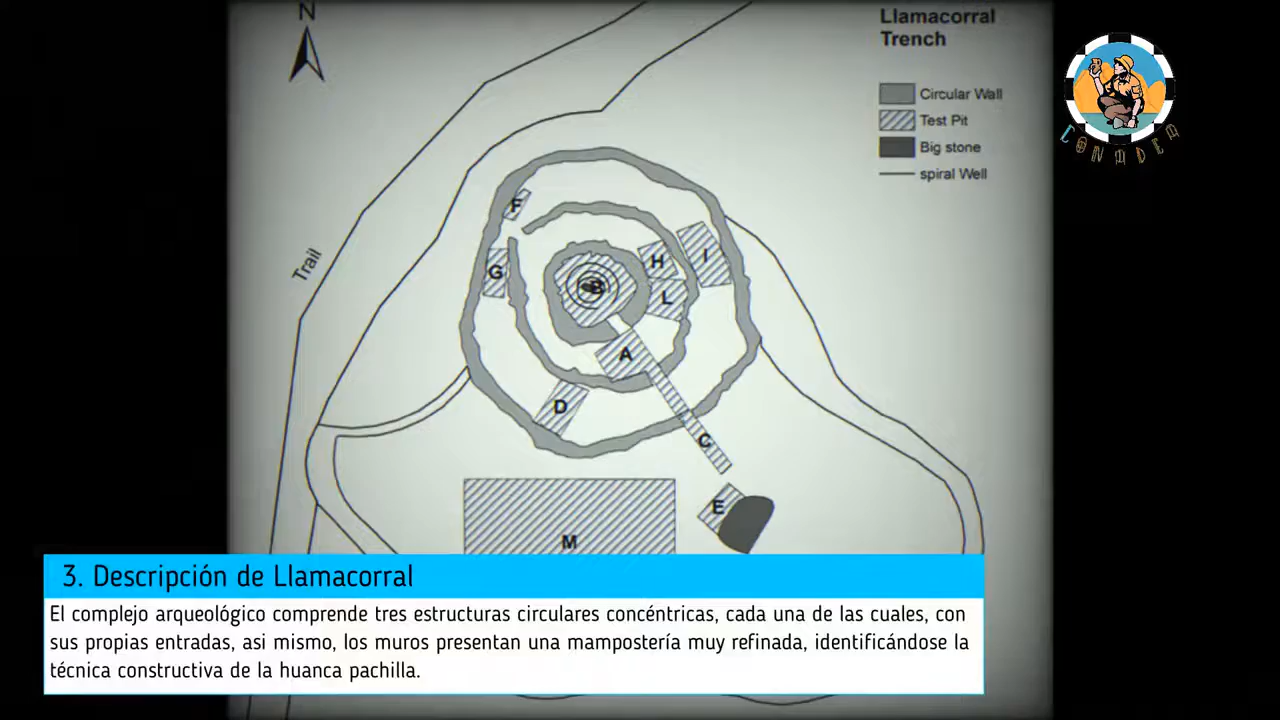 N
Llamacorral
Trench
Circular Wall
Test Pit
Big stone
spiral Well
CONADEA
Trail
F
G
H
I
L
B
A
D
C
E
M
3. Descripción de Llamacorral
El complejo arqueológico comprende tres estructuras circulares concéntricas, cada una de las cuales, con
sus propias entradas, asi mismo, los muros presentan una mampostería muy refinada, identificándose la
técnica constructiva de la huanca pachilla.